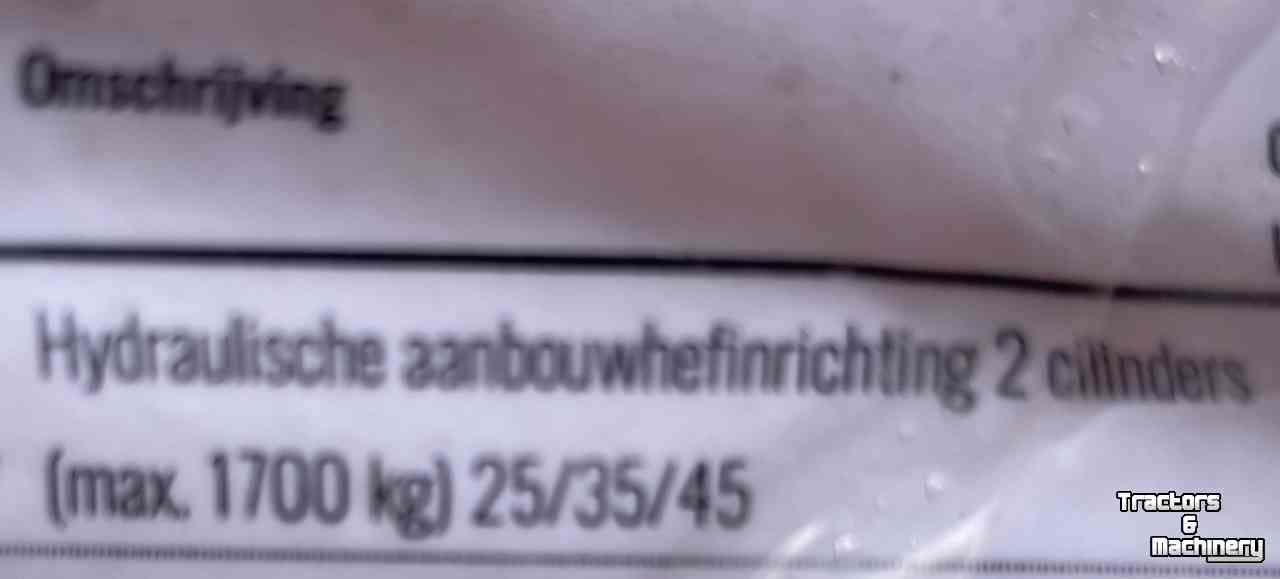 Omschrijving
Hydraulische aanbouwhefinrichting 2 cilinders
(max. 1700 kg) 25/35/45
Tractors
&
Machinery